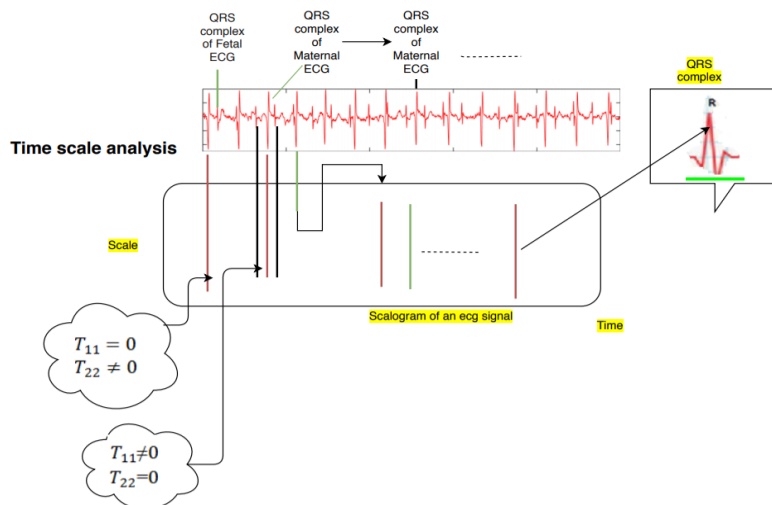 QRS
complex
of Fetal
ECG
QRS
complex
of
Maternal
ECG
QRS
complex
of
Maternal
ECG
QRS
complex
R
Time scale analysis
Scale
Scalogram of an ecg signal
Time
T₁₁ = 0
T₂₂ ≠ 0
T₁₁≠0
T₂₂=0